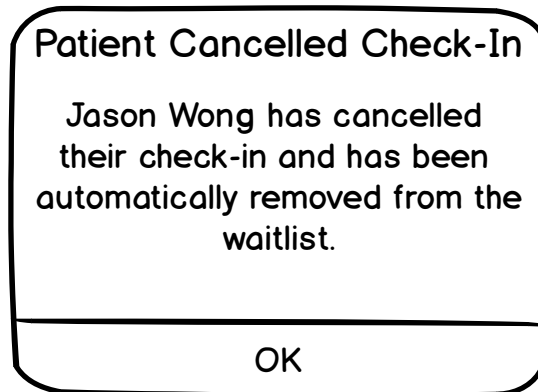 Patient Cancelled Check-In
Jason Wong has cancelled
their check-in and has been
automatically removed from the
waitlist.
OK